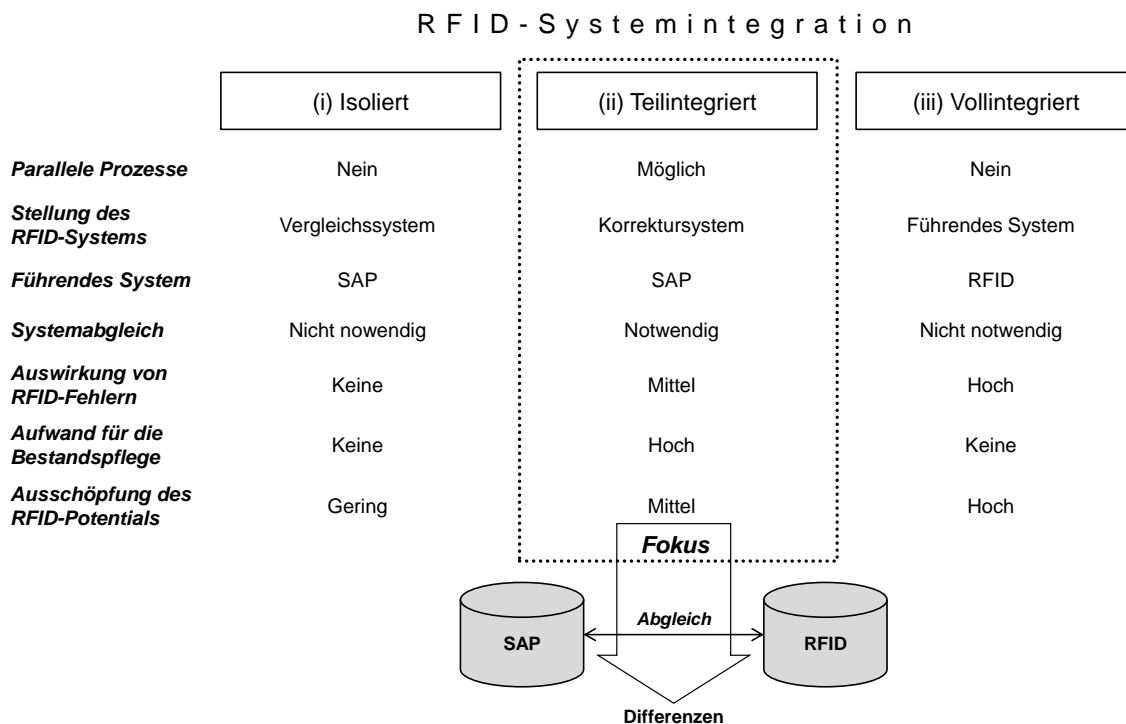 RFID-Systemintegration
(i) Isoliert (ii) Teilintegriert (iii) Vollintegriert
Parallele Prozesse Nein Möglich Nein
Stellung des
RFID-Systems Vergleichssystem Korrektursystem Führendes System
Führendes System SAP SAP RFID
Systemabgleich Nicht nowendig Notwendig Nicht notwendig
Auswirkung von
RFID-Fehlern Keine Mittel Hoch
Aufwand für die
Bestandspflege Keine Hoch Keine
Ausschöpfung des
RFID-Potentials Gering Mittel Hoch
Fokus
Abgleich
SAP RFID
Differenzen